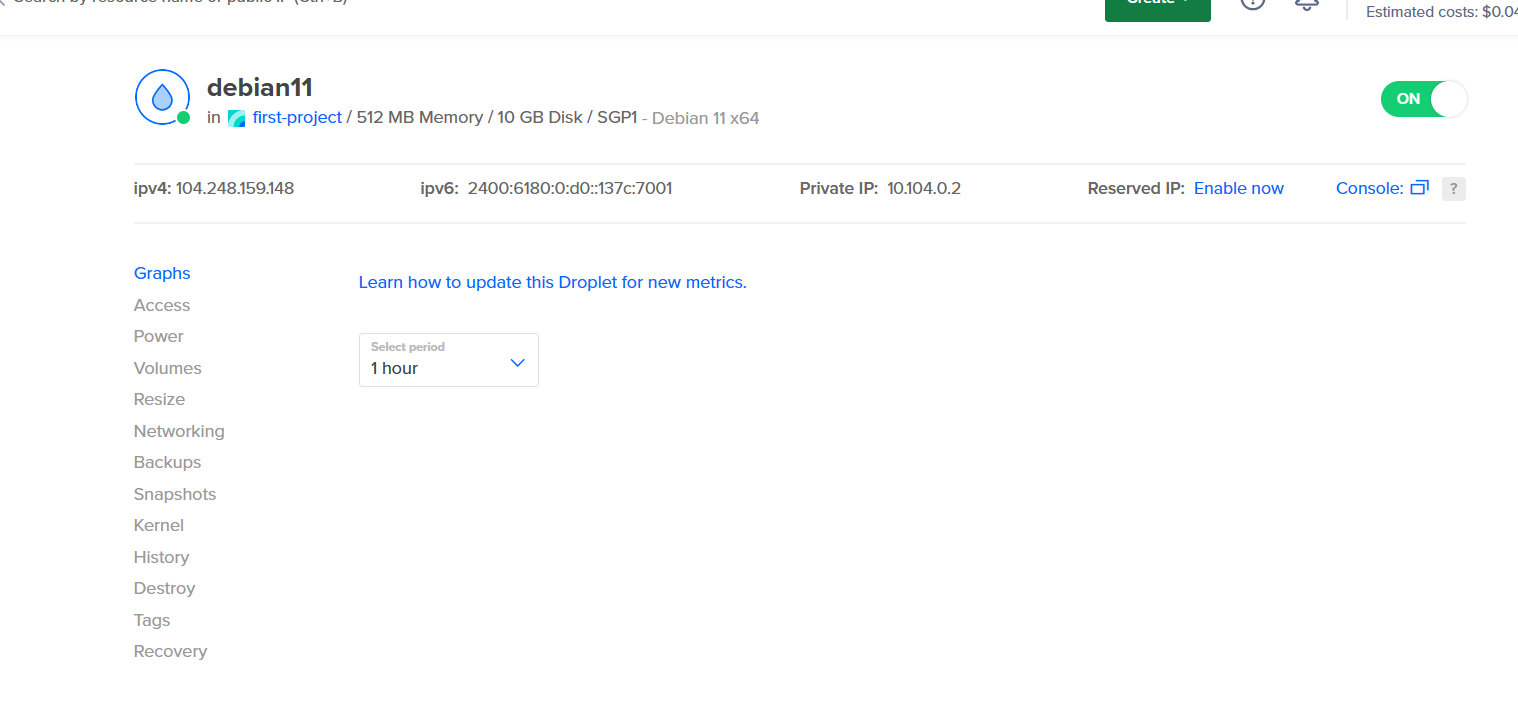 Search by resource name or public IP (Ctrl+B)
Create
Estimated costs: $0.04
debian11
in first-project / 512 MB Memory / 10 GB Disk / SGP1 - Debian 11 x64
ON
ipv4: 104.248.159.148 ipv6: 2400:6180:0:d0::137c:7001 Private IP: 10.104.0.2 Reserved IP: Enable now Console: ?
Graphs
Learn how to update this Droplet for new metrics.
Access
Power
Volumes
Resize
Networking
Backups
Snapshots
Kernel
History
Destroy
Tags
Recovery
Select period
1 hour